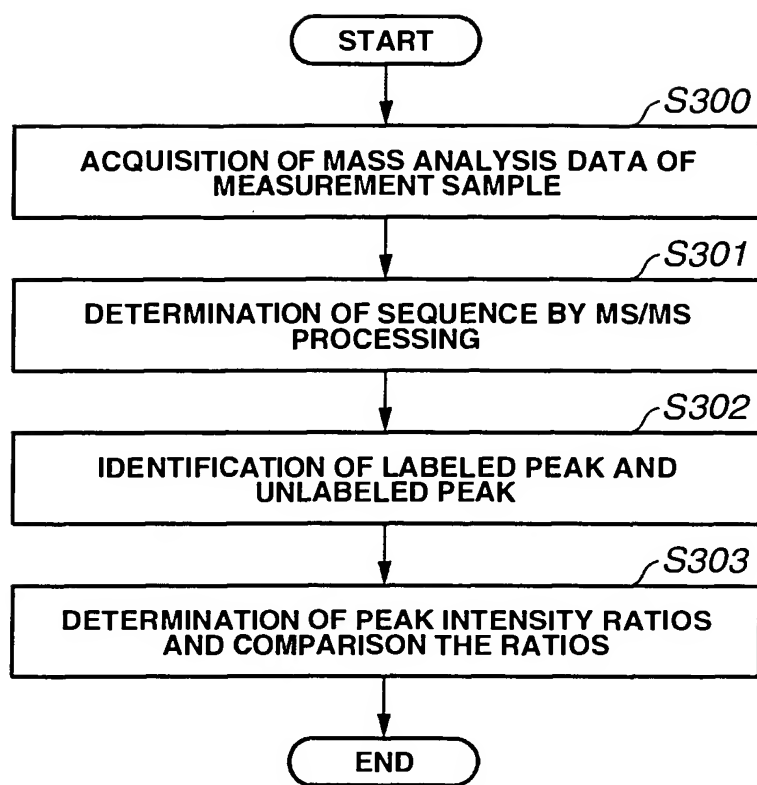 START
S300
ACQUISITION OF MASS ANALYSIS DATA OF
MEASUREMENT SAMPLE
S301
DETERMINATION OF SEQUENCE BY MS/MS
PROCESSING
S302
IDENTIFICATION OF LABELED PEAK AND
UNLABELED PEAK
S303
DETERMINATION OF PEAK INTENSITY RATIOS
AND COMPARISON THE RATIOS
END